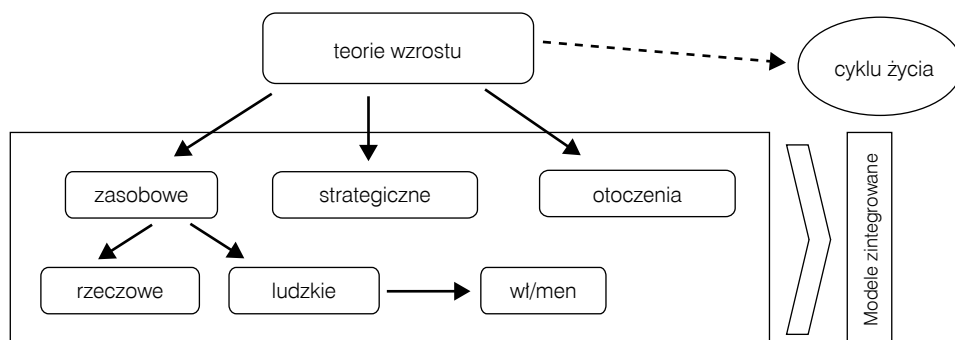 teorie wzrostu
cyklu życia
zasobowe
strategiczne
otoczenia
rzeczowe
ludzkie
wł/men
Modele zintegrowane